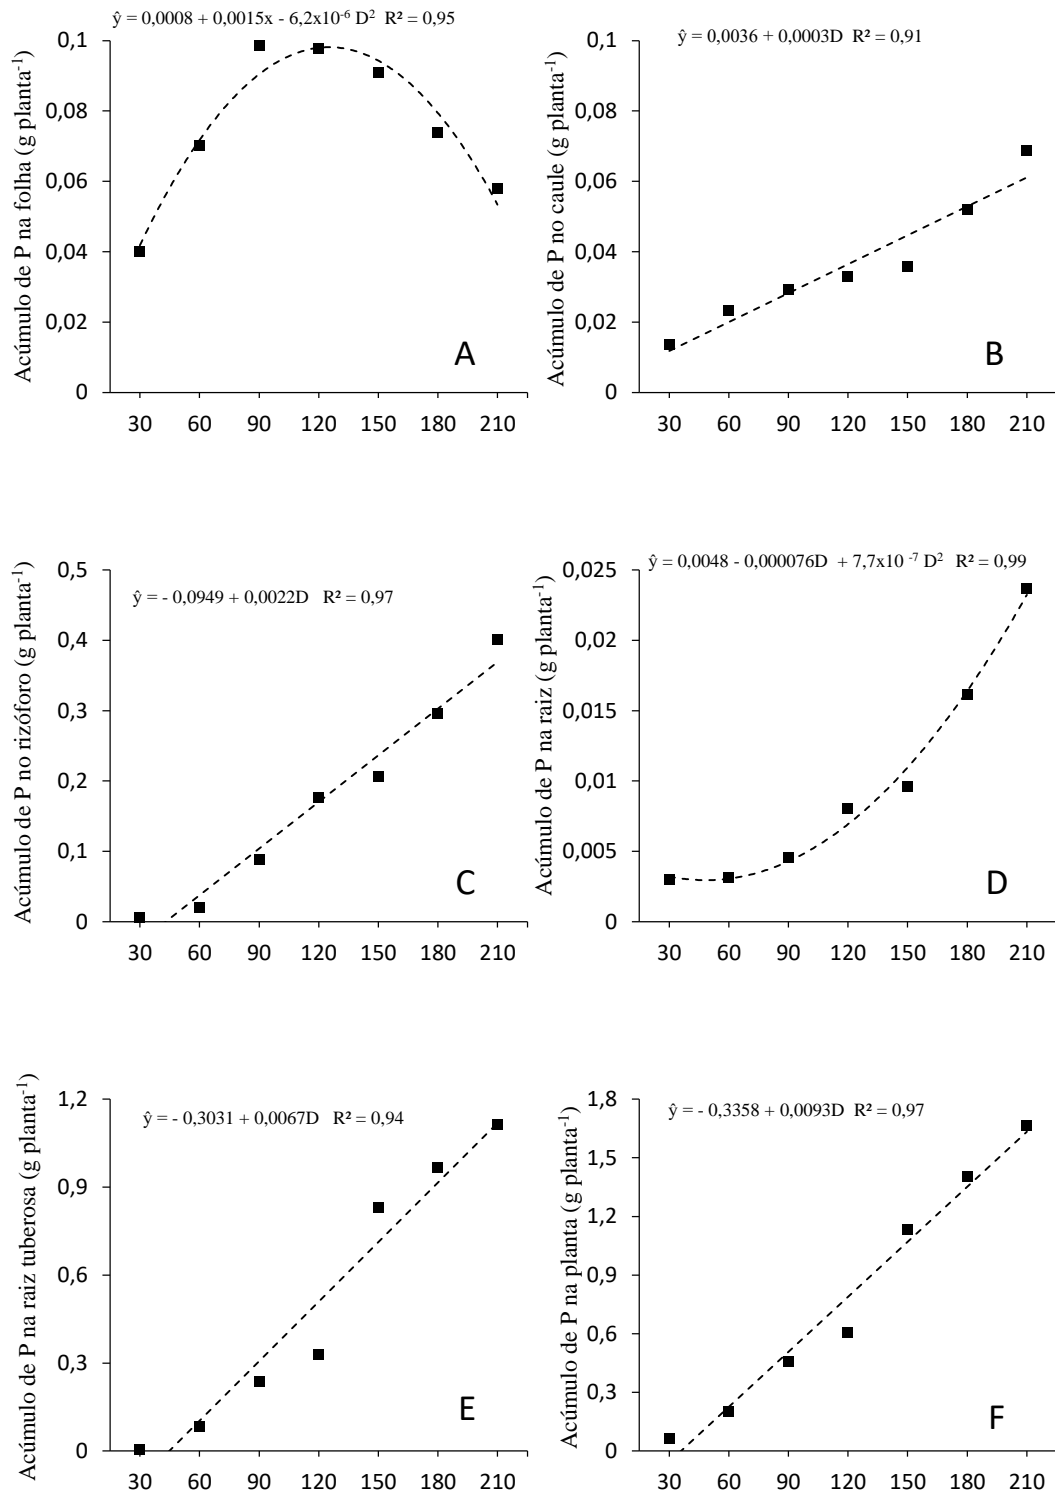 ŷ = 0,0008 + 0,0015x - 6,2x10⁻⁶ D² R² = 0,95
Acúmulo de P na folha (g planta⁻¹)
0,1
0,08
0,06
0,04
0,02
0
30 60 90 120 150 180 210
A
ŷ = 0,0036 + 0,0003D R² = 0,91
Acúmulo de P no caule (g planta⁻¹)
0,1
0,08
0,06
0,04
0,02
0
30 60 90 120 150 180 210
B
ŷ = - 0,0949 + 0,0022D R² = 0,97
Acúmulo de P no rizóforo (g planta⁻¹)
0,5
0,4
0,3
0,2
0,1
0
30 60 90 120 150 180 210
C
ŷ = 0,0048 - 0,000076D + 7,7x10 ⁻⁷ D² R² = 0,99
Acúmulo de P na raiz (g planta⁻¹)
0,025
0,02
0,015
0,01
0,005
0
30 60 90 120 150 180 210
D
ŷ = - 0,3031 + 0,0067D R² = 0,94
Acúmulo de P na raiz tuberosa (g planta⁻¹)
1,2
0,9
0,6
0,3
0
30 60 90 120 150 180 210
E
ŷ = - 0,3358 + 0,0093D R² = 0,97
Acúmulo de P na planta (g planta⁻¹)
1,8
1,5
1,2
0,9
0,6
0,3
0
30 60 90 120 150 180 210
F